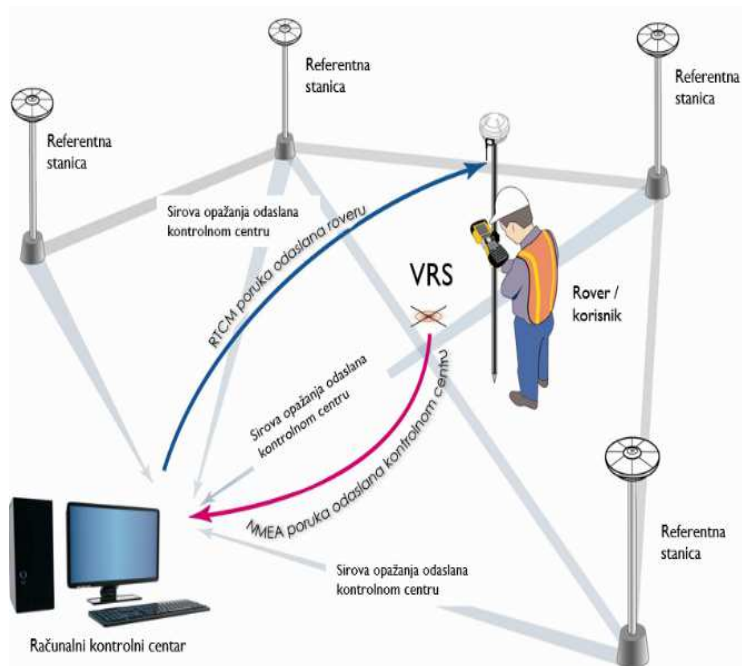 Referentna
stanica
Referentna
stanica
Referentna
stanica
Sirova opažanja odaslana
kontrolnom centru
RTCM poruka odaslana roveru
VRS
Rover /
korisnik
Sirova opažanja odaslana
kontrolnom centru
NMEA poruka odaslana kontrolnom centru
Referentna
stanica
Sirova opažanja odaslana
kontrolnom centru
Računalni kontrolni centar